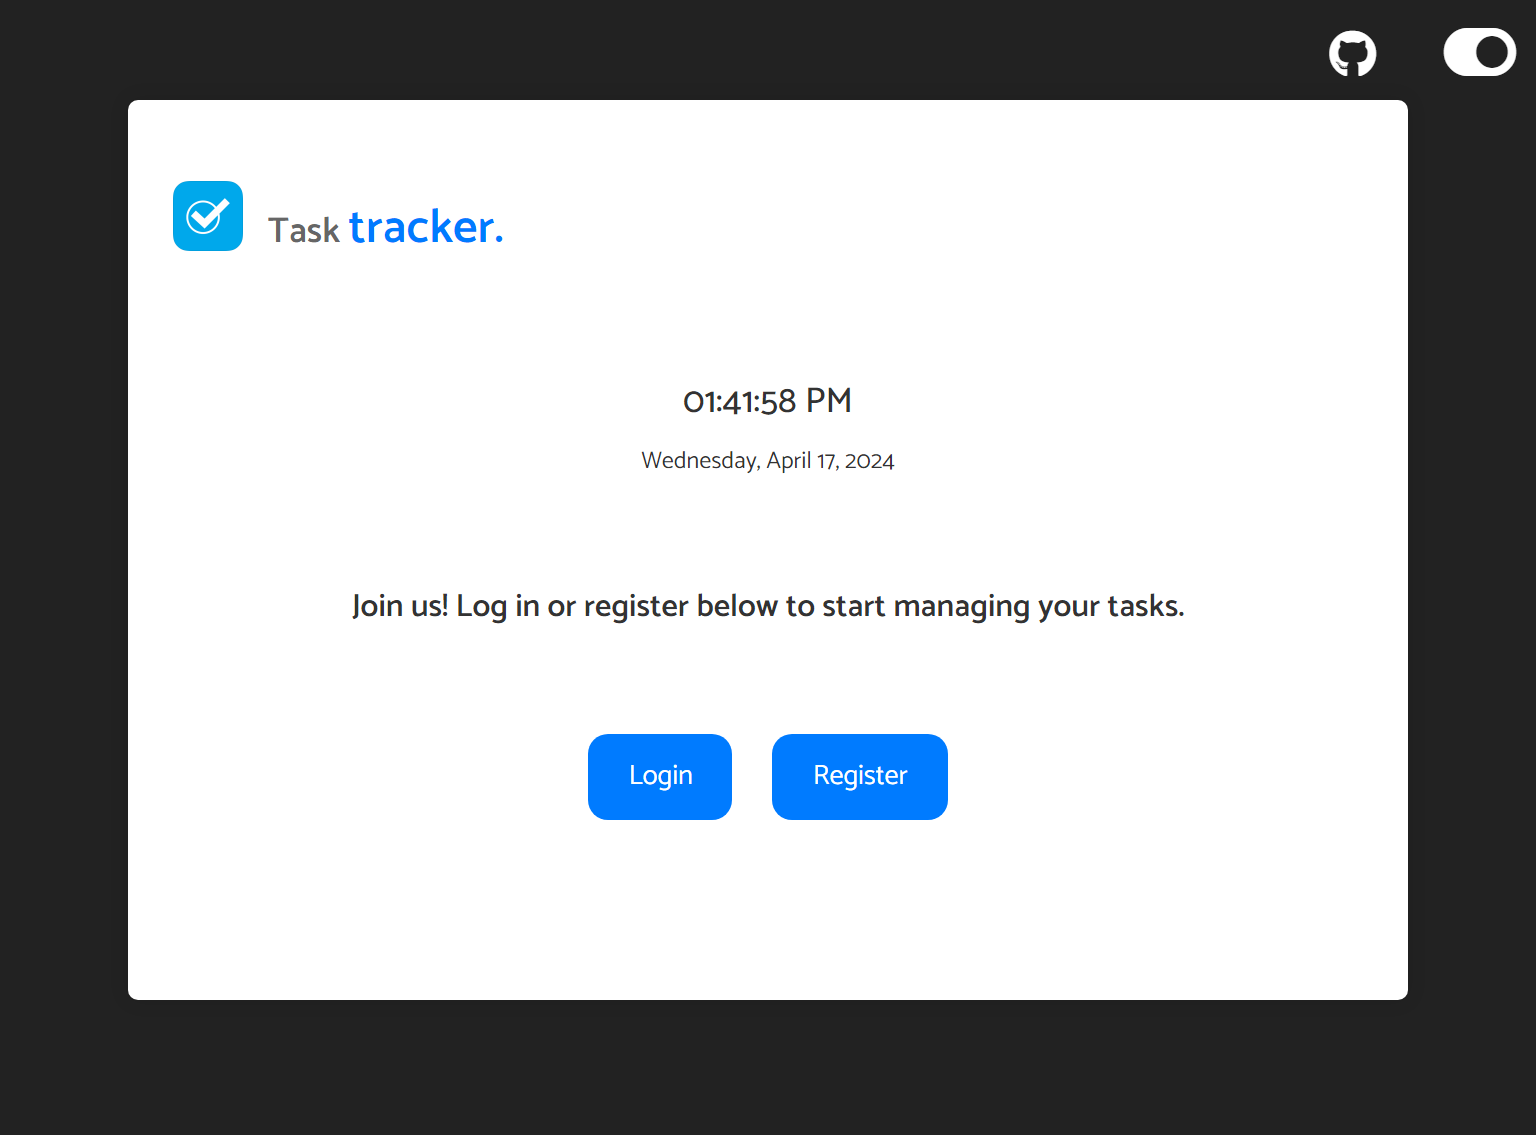 Task tracker.
01:41:58 PM
Wednesday, April 17, 2024
Join us! Log in or register below to start managing your tasks.
Login Register